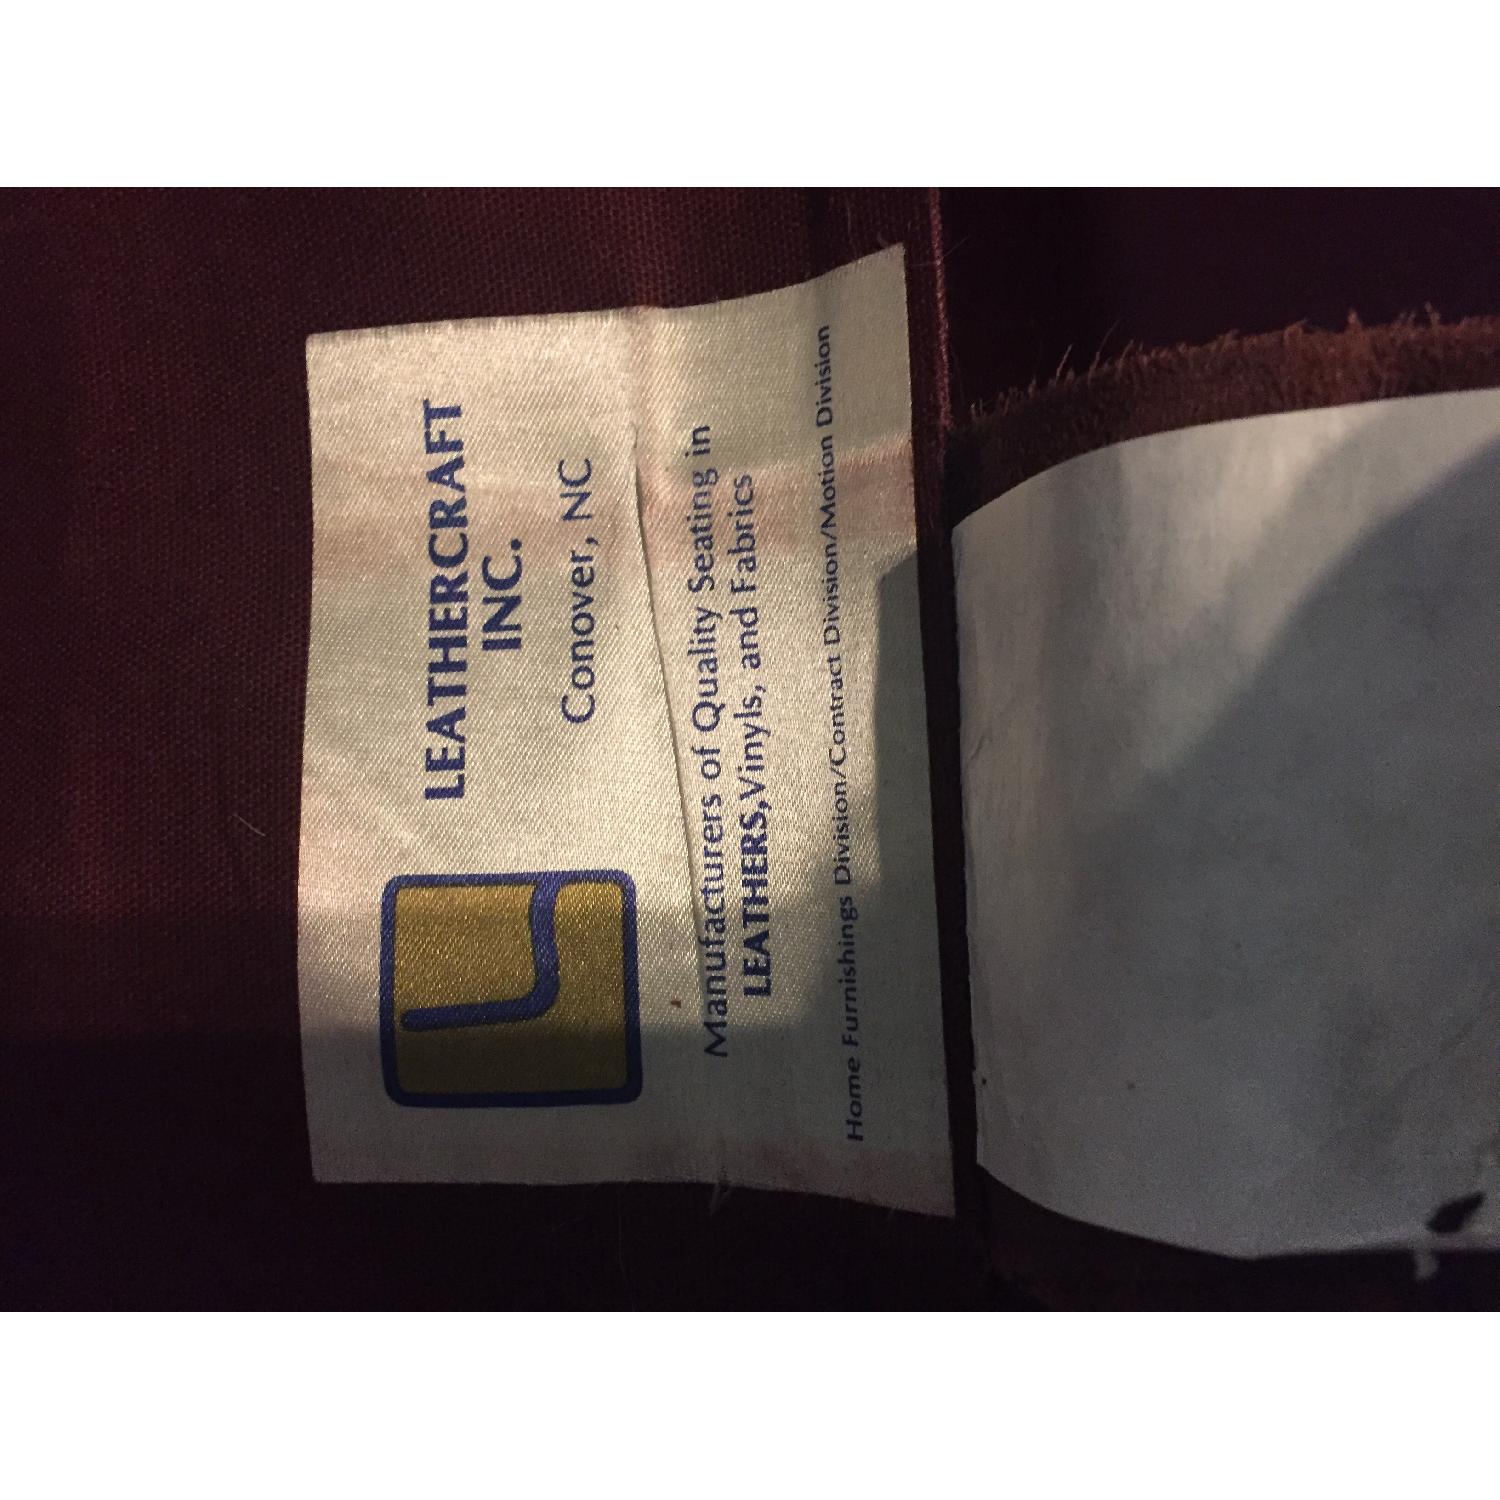 LEATHERCRAFT
INC.
Conover, NC
Manufacturers of Quality Seating in
LEATHERS,Vinyls, and Fabrics
Home Furnishings Division/Contract Division/Motion Division